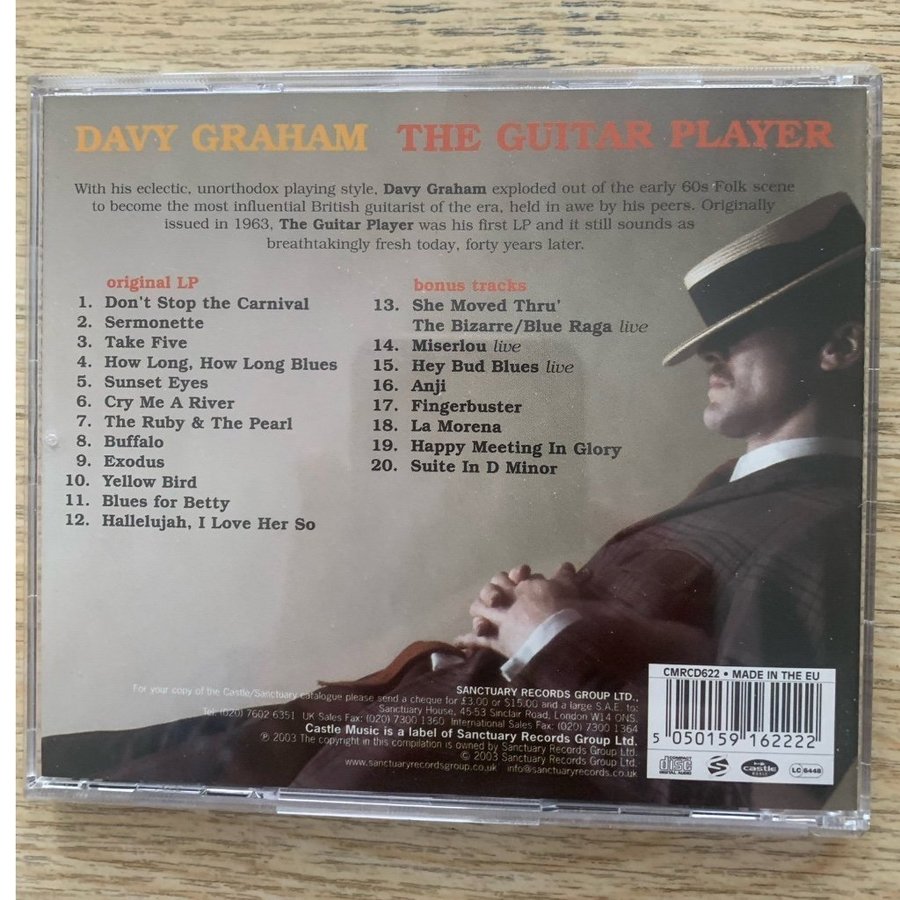 DAVY GRAHAM THE GUITAR PLAYER
With his eclectic, unorthodox playing style, Davy Graham exploded out of the early 60s Folk scene
to become the most influential British guitarist of the era, held in awe by his peers. Originally
issued in 1963, The Guitar Player was his first LP and it still sounds as
breathtakingly fresh today, forty years later.
original LP
1. Don't Stop the Carnival
2. Sermonette
3. Take Five
4. How Long, How Long Blues
5. Sunset Eyes
6. Cry Me A River
7. The Ruby & The Pearl
8. Buffalo
9. Exodus
10. Yellow Bird
11. Blues for Betty
12. Hallelujah, I Love Her So
bonus tracks
13. She Moved Thru'
The Bizarre/Blue Raga live
14. Miserlou live
15. Hey Bud Blues live
16. Anji
17. Fingerbuster
18. La Morena
19. Happy Meeting In Glory
20. Suite In D Minor
SANCTUARY RECORDS GROUP LTD.,
For your copy of the Castle/Sanctuary catalogue please send a cheque for £3.00 or $15.00 and a large S.A.E. to:
Sanctuary House, 45-53 Sinclair Road, London W14 0NS.
Tel: (020) 7602 6351 UK Sales Fax: (020) 7300 1360 International Sales Fax: (020) 7300 1364
Castle Music is a label of Sanctuary Records Group Ltd.
℗ 2003 The copyright in this compilation is owned by Sanctuary Records Group Ltd.
© 2003 Sanctuary Records Group Ltd.
www.sanctuaryrecordsgroup.co.uk info@sanctuaryrecords.co.uk
CMRCD622 • MADE IN THE EU
5 050159 162222
disc
DIGITAL AUDIO
castle
MUSIC
LC 6448